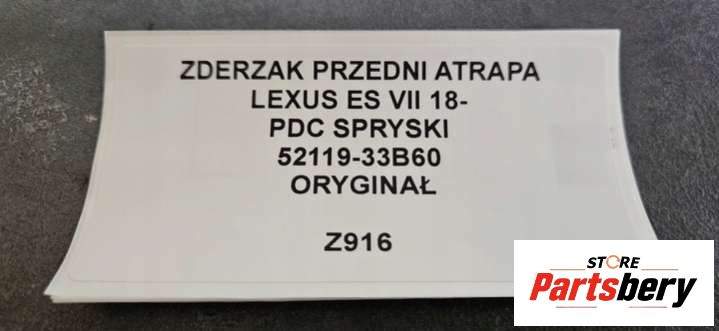 ZDERZAK PRZEDNI ATRAPA
LEXUS ES VII 18-
PDC SPRYSKI
52119-33B60
ORYGINAŁ
Z916
STORE
Partsbery